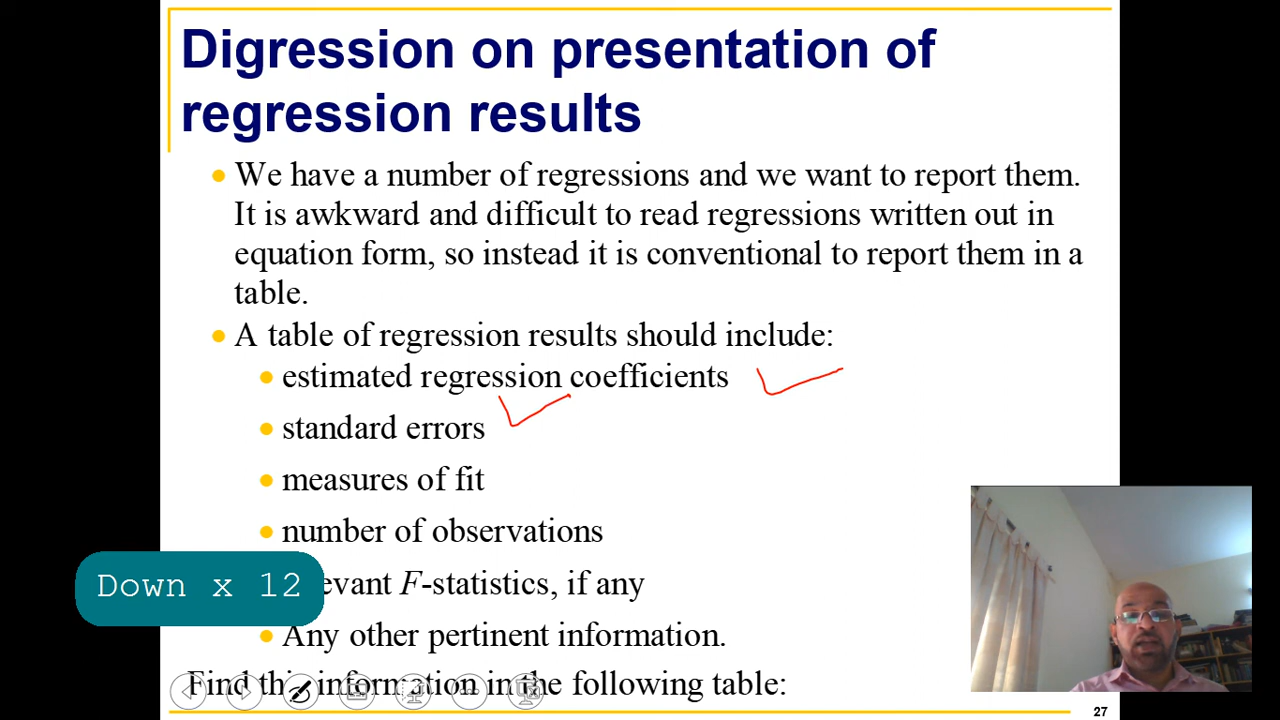 Digression on presentation of
regression results
We have a number of regressions and we want to report them.
It is awkward and difficult to read regressions written out in
equation form, so instead it is conventional to report them in a
table.
A table of regression results should include:
estimated regression coefficients
standard errors
measures of fit
number of observations
Down x 12
evant F-statistics, if any
Any other pertinent information.
Find this information in the following table:
27